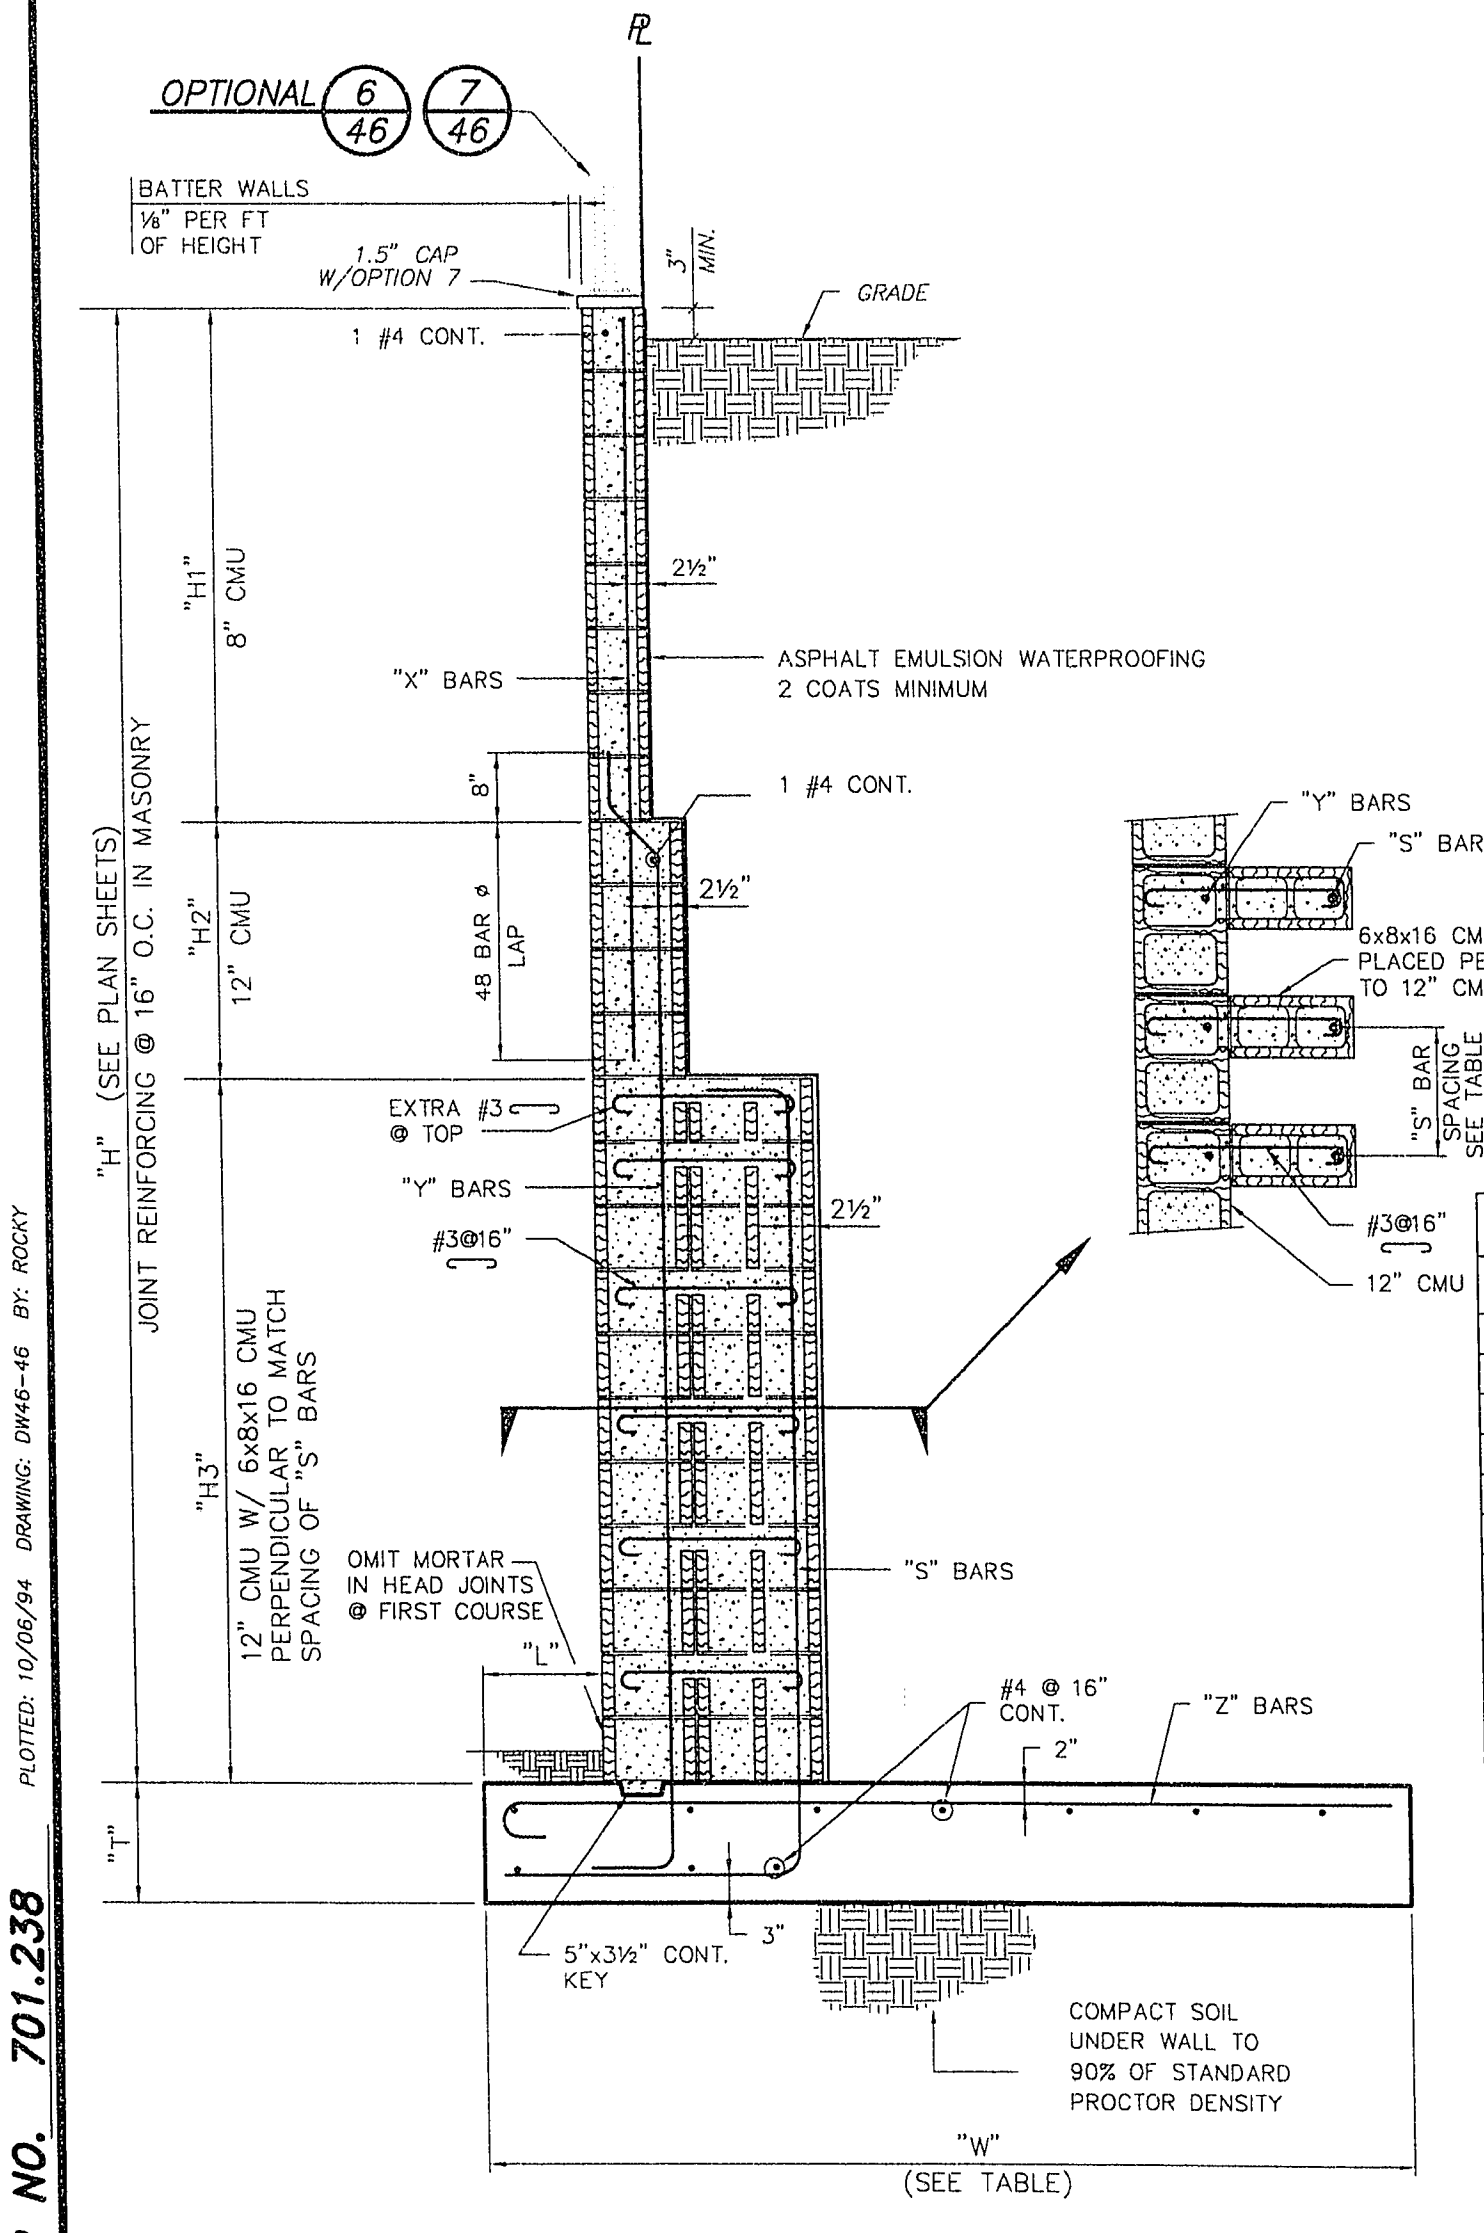 PL
OPTIONAL 6 7
46 46
BATTER WALLS
1/8" PER FT
OF HEIGHT
1.5" CAP
W/OPTION 7
3"
MIN.
GRADE
1 #4 CONT.
"H1"
8" CMU
2½"
"X" BARS
ASPHALT EMULSION WATERPROOFING
2 COATS MINIMUM
8"
1 #4 CONT.
"H"
(SEE PLAN SHEETS)
JOINT REINFORCING @ 16" O.C. IN MASONRY
"H2"
12" CMU
48 BAR ø
LAP
2½"
"Y" BARS
"S" BAR
6x8x16 CM
PLACED PE
TO 12" CM
"S" BAR
SPACING
SEE TABLE
#3@16"
12" CMU
EXTRA #3
@ TOP
"Y" BARS
#3@16"
2½"
"H3"
12" CMU W/ 6x8x16 CMU
PERPENDICULAR TO MATCH
SPACING OF "S" BARS
OMIT MORTAR
IN HEAD JOINTS
@ FIRST COURSE
"S" BARS
"L"
#4 @ 16"
CONT.
"Z" BARS
2"
"T"
3"
5"x3½" CONT.
KEY
COMPACT SOIL
UNDER WALL TO
90% OF STANDARD
PROCTOR DENSITY
"W"
(SEE TABLE)
PLOTTED: 10/06/94 DRAWING: DW46-46 BY: ROCKY
NO. 701.238